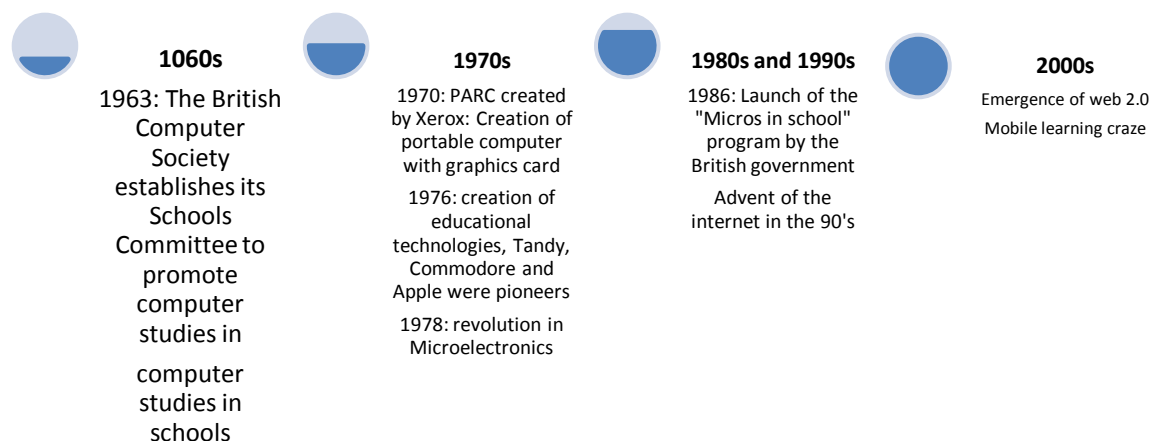 1060s
1963: The British
Computer
Society
establishes its
Schools
Committee to
promote
computer
studies in
computer
studies in
schools
1970s
1970: PARC created
by Xerox: Creation of
portable computer
with graphics card
1976: creation of
educational
technologies, Tandy,
Commodore and
Apple were pioneers
1978: revolution in
Microelectronics
1980s and 1990s
1986: Launch of the
"Micros in school"
program by the
British government
Advent of the
internet in the 90's
2000s
Emergence of web 2.0
Mobile learning craze